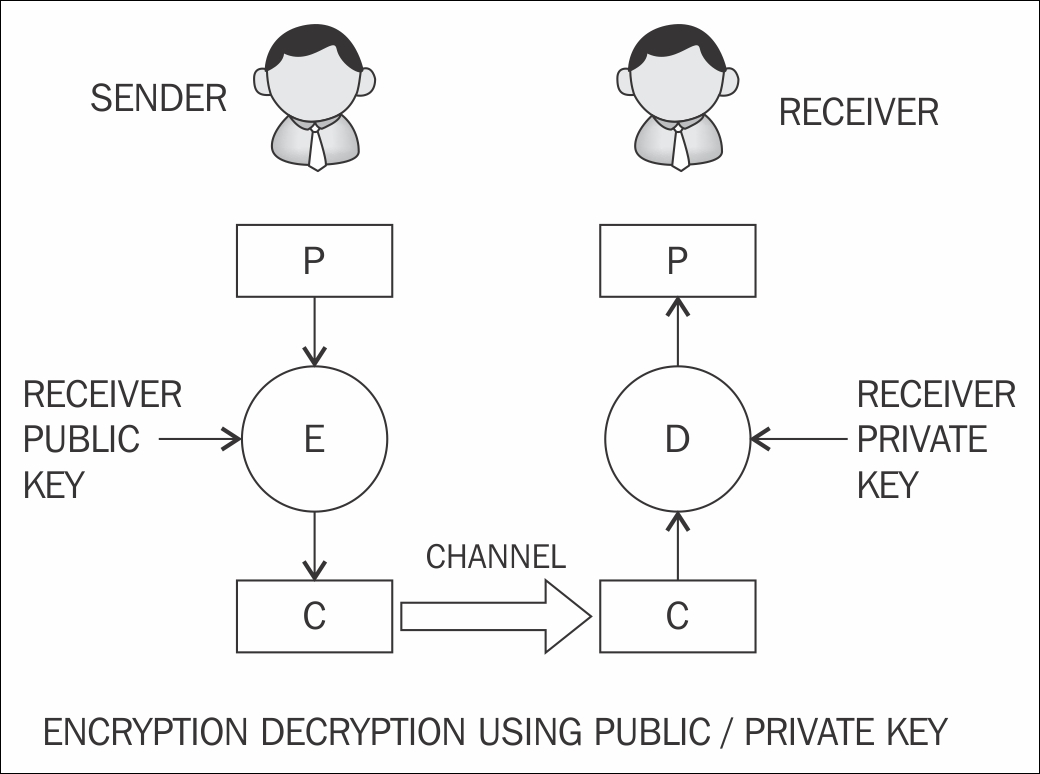 SENDER
RECEIVER
P
P
RECEIVER
PUBLIC
KEY
E
D
RECEIVER
PRIVATE
KEY
CHANNEL
C
C
ENCRYPTION DECRYPTION USING PUBLIC / PRIVATE KEY